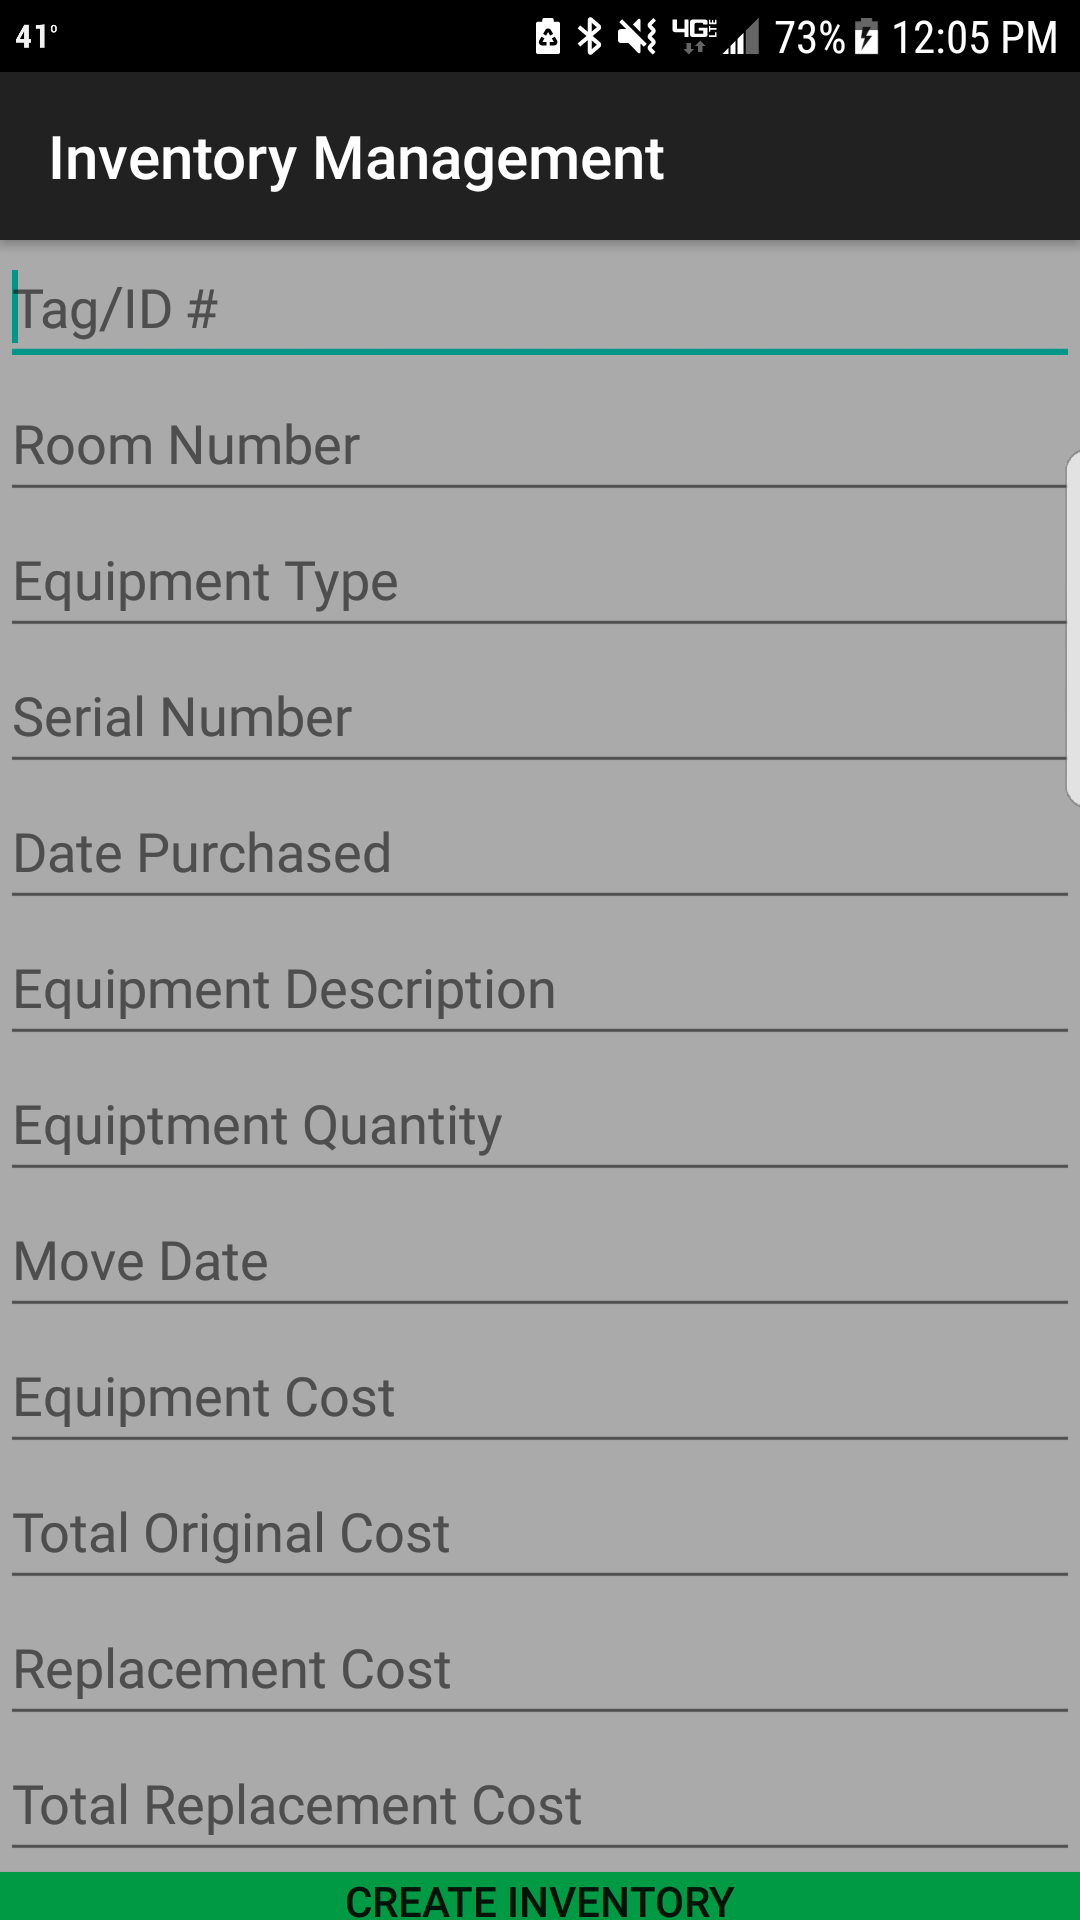 41° 4G LTE 73% 12:05 PM
Inventory Management
Tag/ID #
Room Number
Equipment Type
Serial Number
Date Purchased
Equipment Description
Equiptment Quantity
Move Date
Equipment Cost
Total Original Cost
Replacement Cost
Total Replacement Cost
CREATE INVENTORY